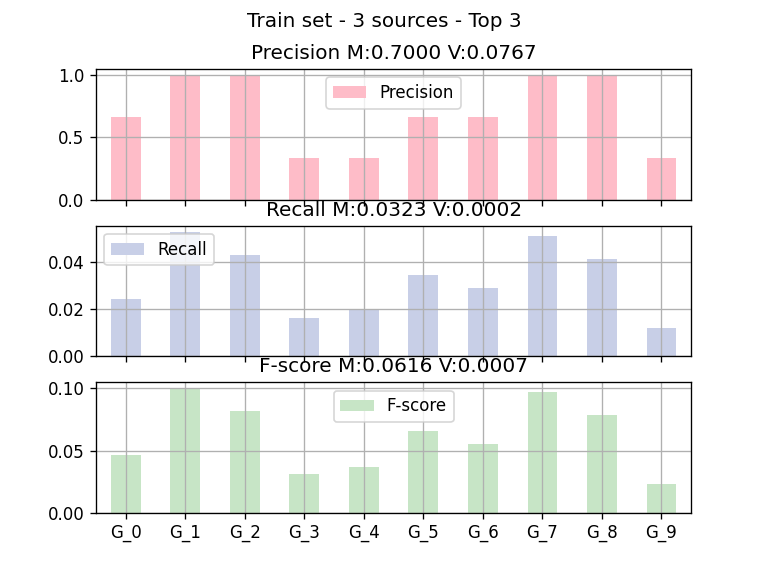 Train set - 3 sources - Top 3
Precision M:0.7000 V:0.0767
1.0
0.5
0.0
Precision
Recall M:0.0323 V:0.0002
0.04
0.02
0.00
Recall
F-score M:0.0616 V:0.0007
0.10
0.05
0.00
F-score
G_0 G_1 G_2 G_3 G_4 G_5 G_6 G_7 G_8 G_9